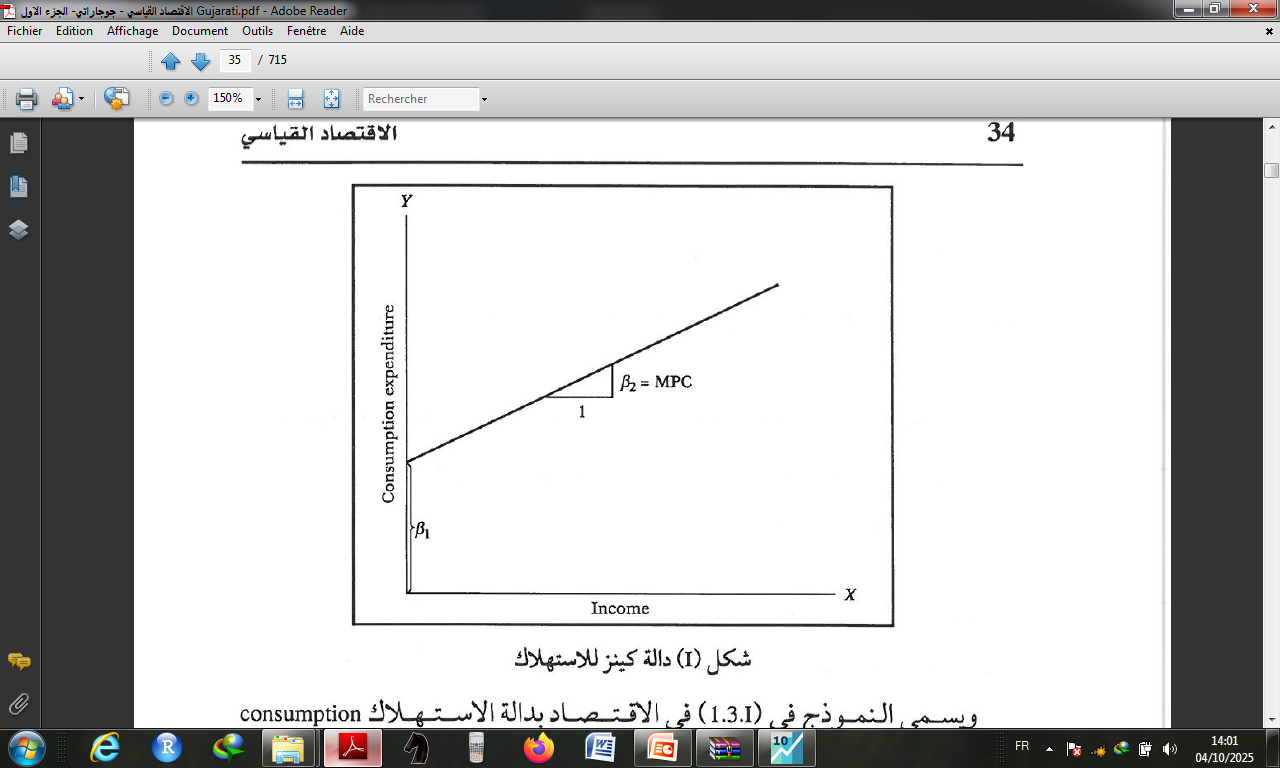 الاقتصاد القياسي - جوجاراتي- الجزء الاول Gujarati.pdf - Adobe Reader
Fichier Edition Affichage Document Outils Fenêtre Aide
35 / 715
150% Rechercher
الاقتصاد القياسي 34
Y
Consumption expenditure
β2 = MPC
1
β1
X
Income
شكل (I) دالة كينز للاستهلاك
ويسمى النموذج في (1.3.I) في الاقتصاد بدالة الاستهلاك consumption
10
FR 14:01
04/10/2025